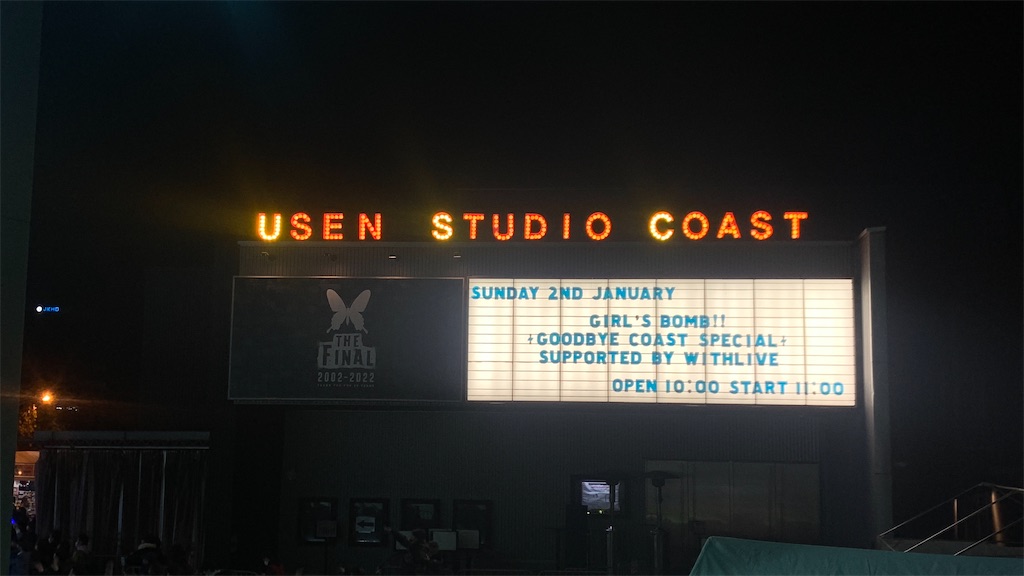 USEN STUDIO COAST
THE
FINAL
2002-2022
SUNDAY 2ND JANUARY
GIRL'S BOMB!!
+GOODBYE COAST SPECIAL+
SUPPORTED BY WITHLIVE
OPEN 10:00 START 11:00